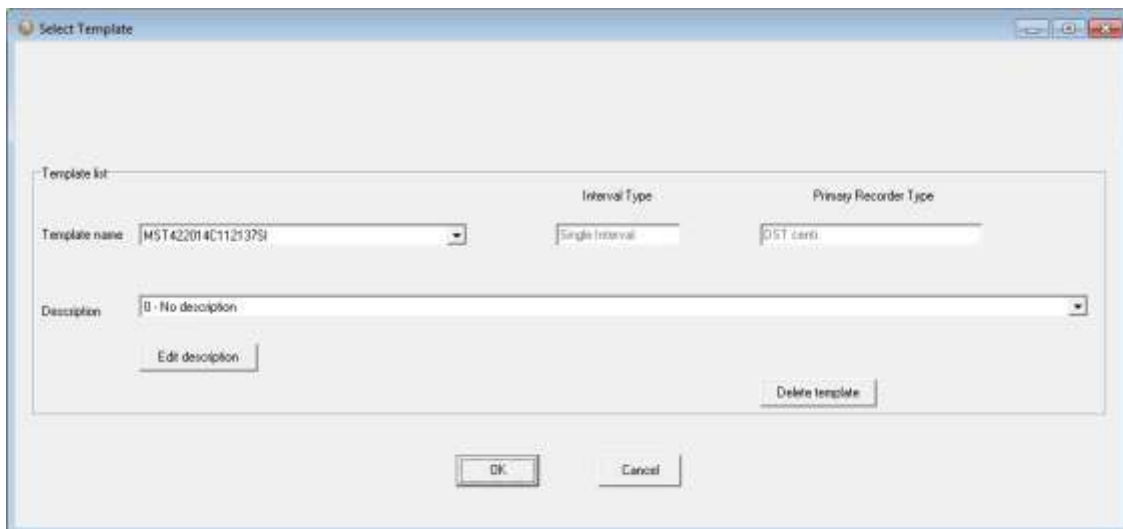 Select Template
Template list
Interval Type
Primary Recorder Type
Template name
MST422014C112137SI
Single Interval
DST centi
Description
0 - No description
Edit description
Delete template
OK
Cancel